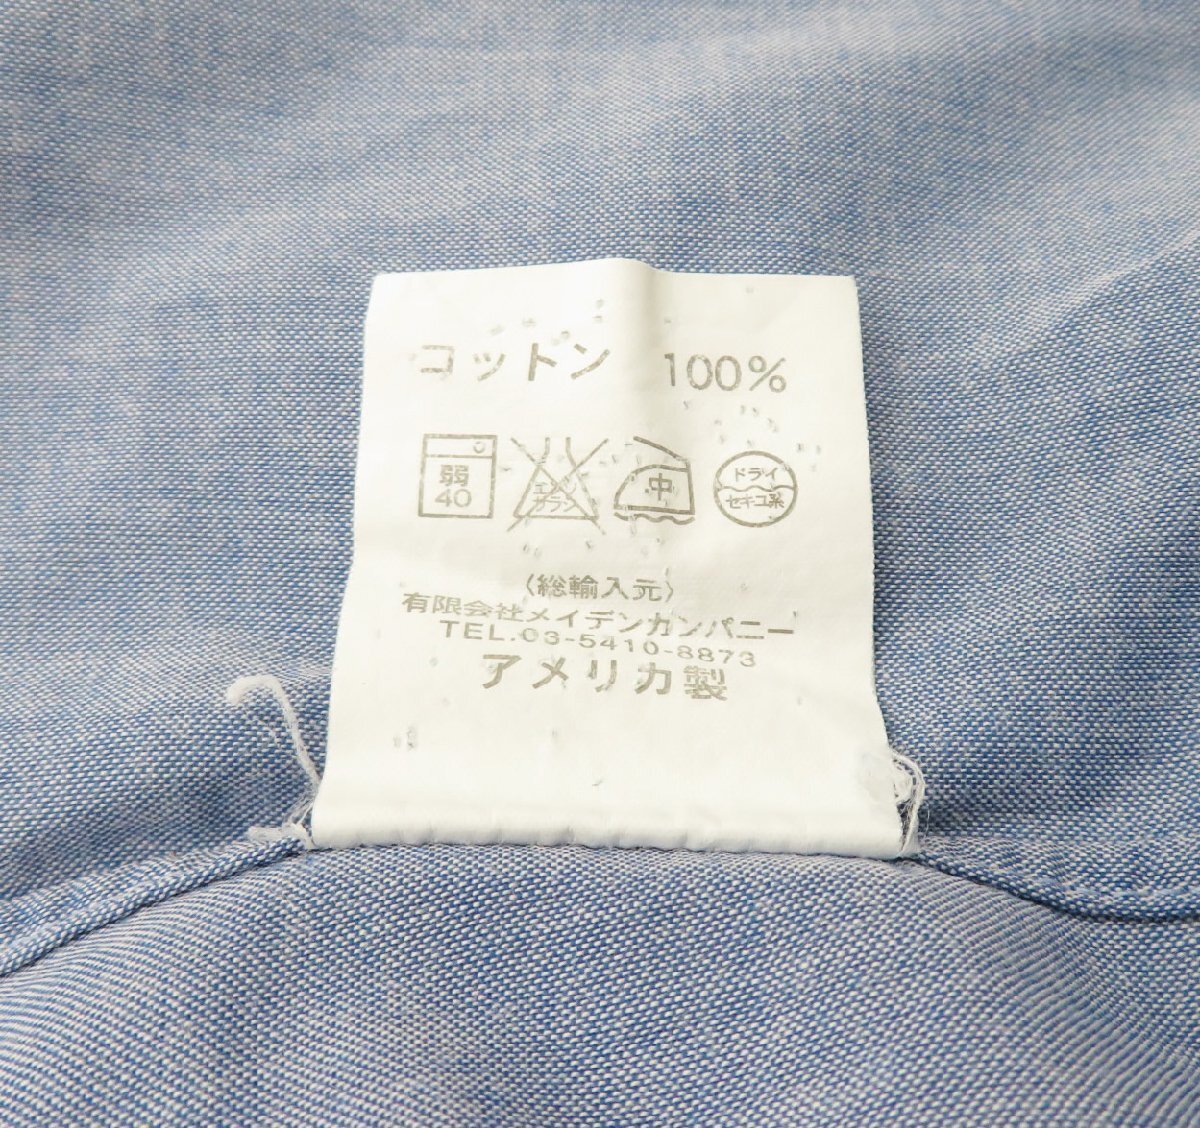 コットン 100%
弱 40
エンソ サラシ
中
ドライ セキユ系
〈総輸入元〉
有限会社メイデンカンパニー
TEL.03-5410-8873
アメリカ製